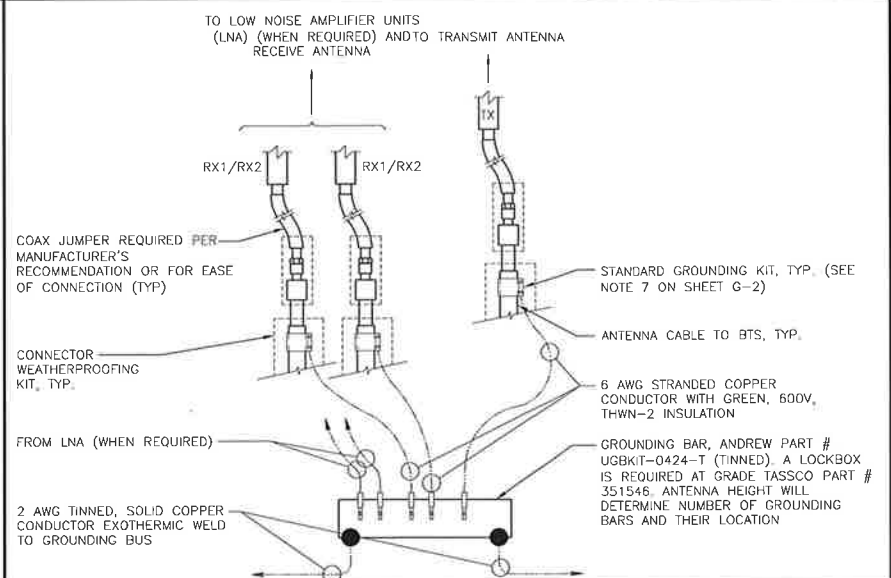 TO LOW NOISE AMPLIFIER UNITS
(LNA) (WHEN REQUIRED) ANDTO TRANSMIT ANTENNA
RECEIVE ANTENNA
TX
RX1/RX2
RX1/RX2
COAX JUMPER REQUIRED PER
MANUFACTURER'S
RECOMMENDATION OR FOR EASE
OF CONNECTION (TYP)
STANDARD GROUNDING KIT, TYP. (SEE
NOTE 7 ON SHEET G-2)
ANTENNA CABLE TO BTS, TYP.
CONNECTOR
WEATHERPROOFING
KIT, TYP.
6 AWG STRANDED COPPER
CONDUCTOR WITH GREEN, 600V,
THWN-2 INSULATION
FROM LNA (WHEN REQUIRED)
GROUNDING BAR, ANDREW PART #
UGBKIT-0424-T (TINNED). A LOCKBOX
IS REQUIRED AT GRADE TASSCO PART #
351546. ANTENNA HEIGHT WILL
DETERMINE NUMBER OF GROUNDING
BARS AND THEIR LOCATION
2 AWG TINNED, SOLID COPPER
CONDUCTOR EXOTHERMIC WELD
TO GROUNDING BUS